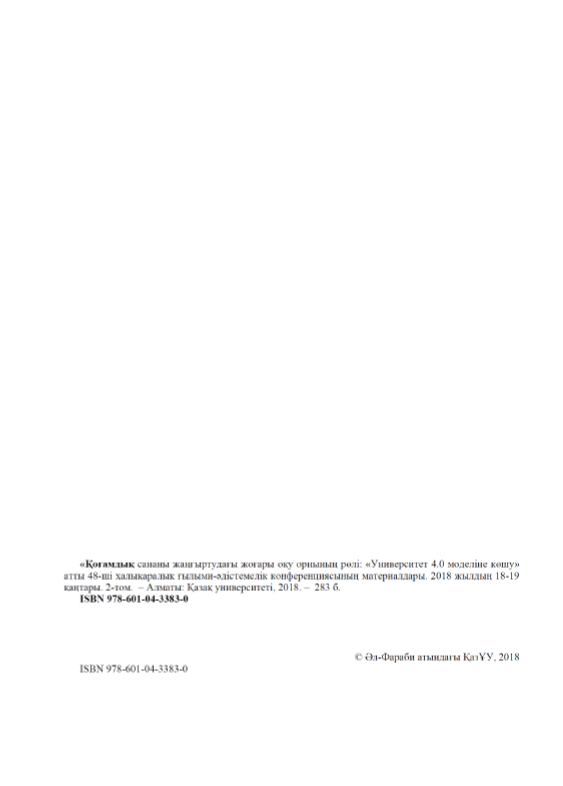 «Қоғамдық сананы жаңғыртудағы жоғары оқу орнының рөлі: «Университет 4.0 моделіне көшу»
атты 48-ші халықаралық ғылыми-әдістемелік конференциясының материалдары. 2018 жылдың 18-19
қаңтары. 2-том. – Алматы: Қазақ университеті, 2018. – 283 б.
ISBN 978-601-04-3383-0
© Әл-Фараби атындағы ҚазҰУ, 2018
ISBN 978-601-04-3383-0